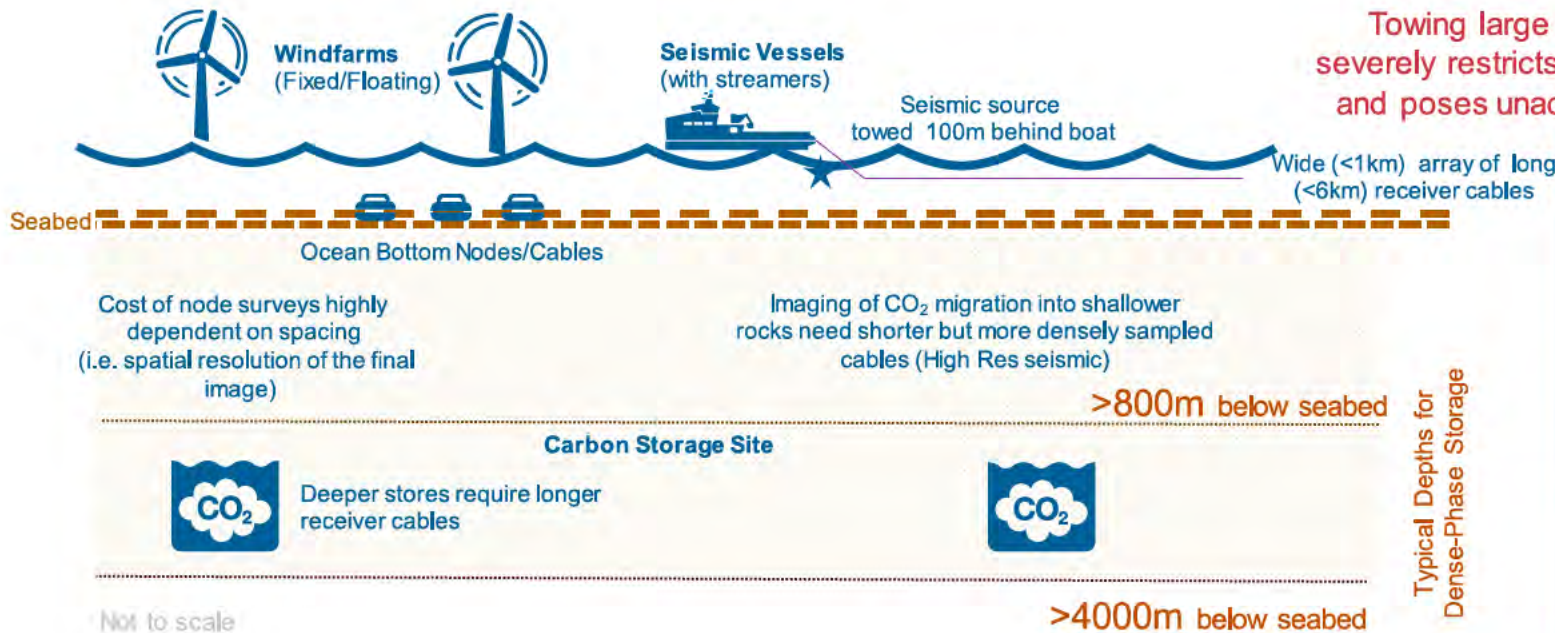 Towing large
severely restricts
and poses
Windfarms
(Fixed/Floating)
Seismic Vessels
(with streamers)
Seismic source
towed 100m behind boat
Wide (<1km) array of long
(<6km) receiver cables
Seabed
Ocean Bottom Nodes/Cables
Cost of node surveys highly
dependent on spacing
(i.e. spatial resolution of the final
image)
Imaging of CO₂ migration into shallower
rocks need shorter but more densely sampled
cables (High Res seismic)
>800m below seabed
Carbon Storage Site
CO₂
Deeper stores require longer
receiver cables
CO₂
Typical Depths for
Dense-Phase Storage
>4000m below seabed
Not to scale